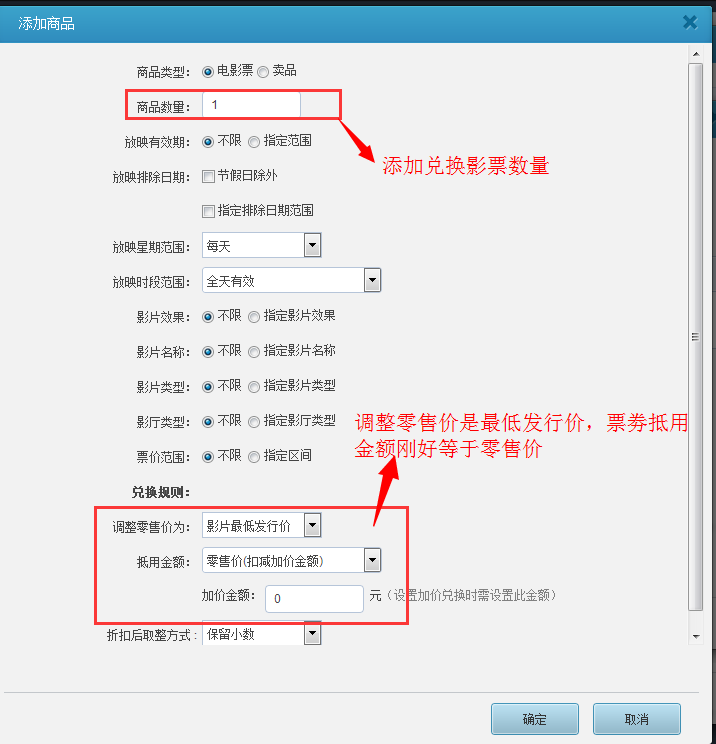 添加商品
商品类型: 电影票 卖品
商品数量: 1
放映有效期: 不限 指定范围
添加兑换影票数量
放映排除日期: 节假日除外
指定排除日期范围
放映星期范围: 每天
放映时段范围: 全天有效
影片效果: 不限 指定影片效果
影片名称: 不限 指定影片名称
影片类型: 不限 指定影片类型
影厅类型: 不限 指定影厅类型
调整零售价是最低发行价，票劵抵用
金额刚好等于零售价
票价范围: 不限 指定区间
兑换规则:
调整零售价为: 影片最低发行价
抵用金额: 零售价(扣减加价金额)
加价金额: 0 元（设置加价兑换时需设置此金额）
折扣后取整方式: 保留小数
确定 取消